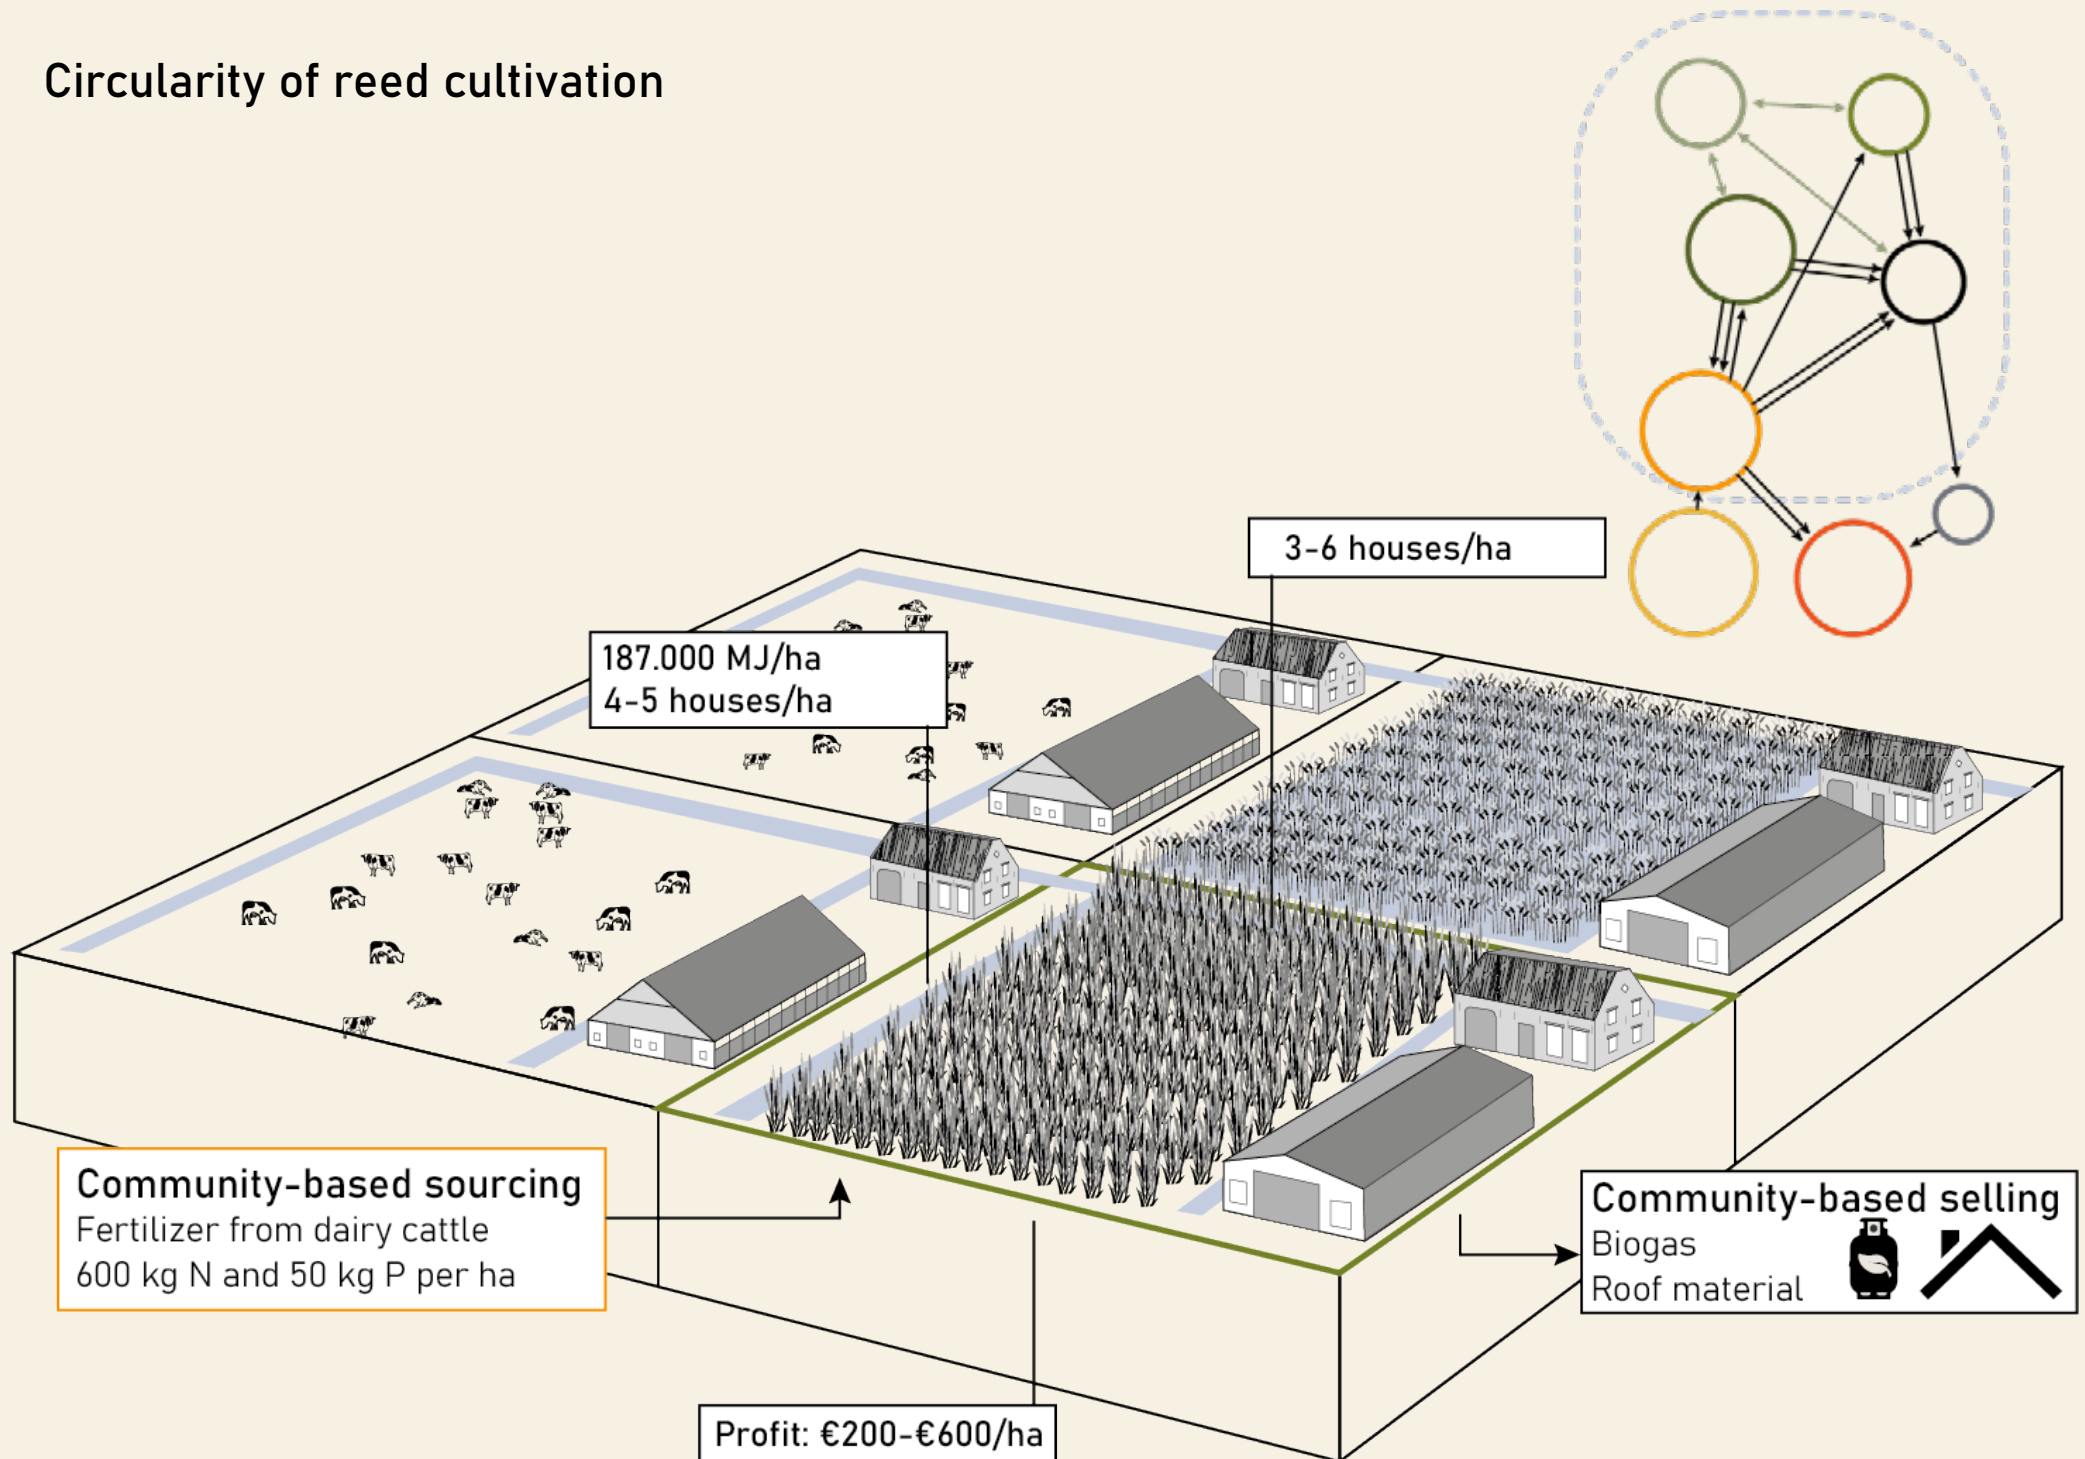 Circularity of reed cultivation
3-6 houses/ha
187.000 MJ/ha
4-5 houses/ha
Community-based sourcing
Fertilizer from dairy cattle
600 kg N and 50 kg P per ha
Community-based selling
Biogas
Roof material
Profit: €200-€600/ha